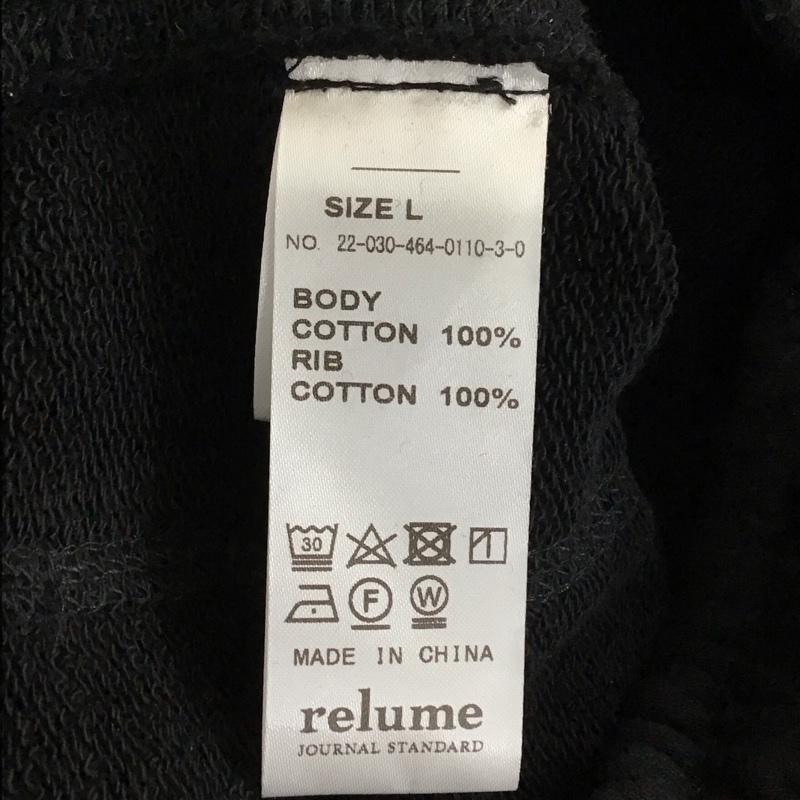 SIZE L
NO. 22-030-464-0110-3-0
BODY
COTTON 100%
RIB
COTTON 100%
30
F W
MADE IN CHINA
relume
JOURNAL STANDARD